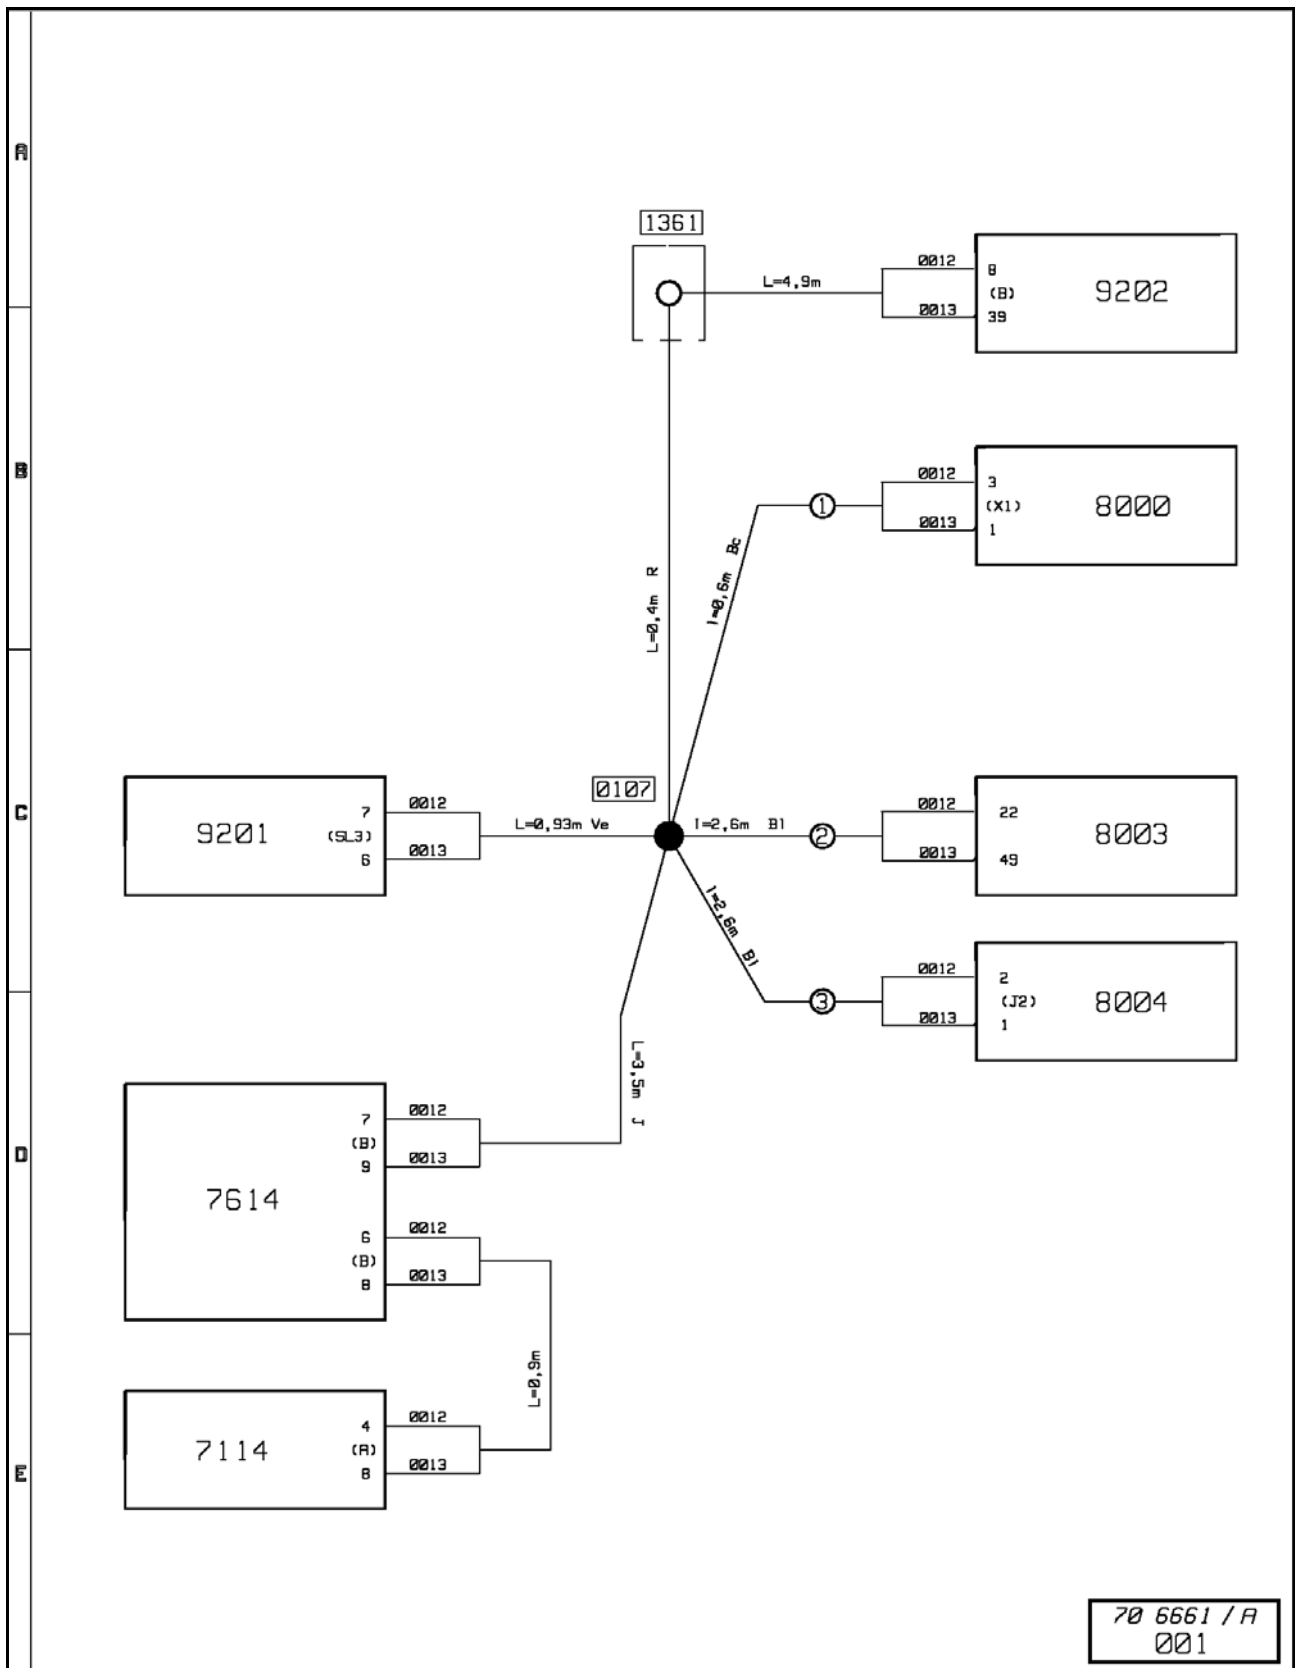 A
1361
0012
8
L=4,9m
(B)
9202
0013
39
B
0012
3
(X1)
8000
0013
1
①
L=0,4m R
l=0,6m Bc
C
0107
9201
7
0012
(SL3)
6
0013
L=0,93m Ve
l=2,6m Bl
②
0012
22
8003
0013
49
l=2,6m Bl
③
0012
2
(J2)
8004
0013
1
L=3,5m J
D
7614
7
0012
(B)
9
0013
6
0012
(B)
8
0013
L=0,9m
E
7114
4
0012
(A)
8
0013
70 6661 / A
001